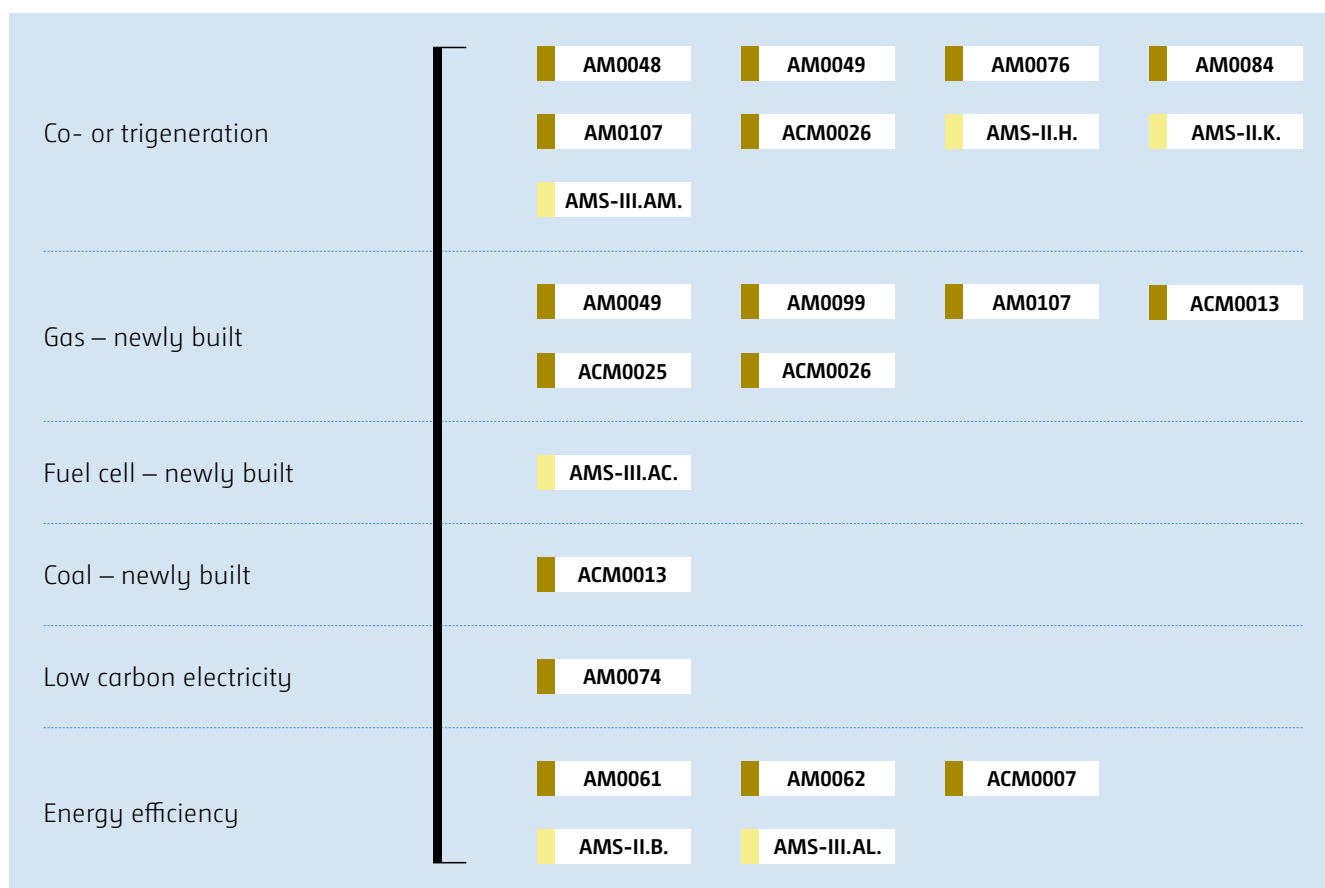 Co- or trigeneration
AM0048 AM0049 AM0076 AM0084
AM0107 ACM0026 AMS-II.H. AMS-II.K.
AMS-III.AM.
Gas – newly built
AM0049 AM0099 AM0107 ACM0013
ACM0025 ACM0026
Fuel cell – newly built
AMS-III.AC.
Coal – newly built
ACM0013
Low carbon electricity
AM0074
Energy efficiency
AM0061 AM0062 ACM0007
AMS-II.B. AMS-III.AL.